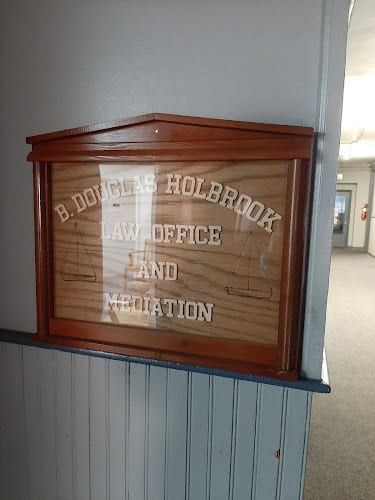 B. DOUGLAS HOLBROOK
LAW OFFICE
AND
MEDIATION